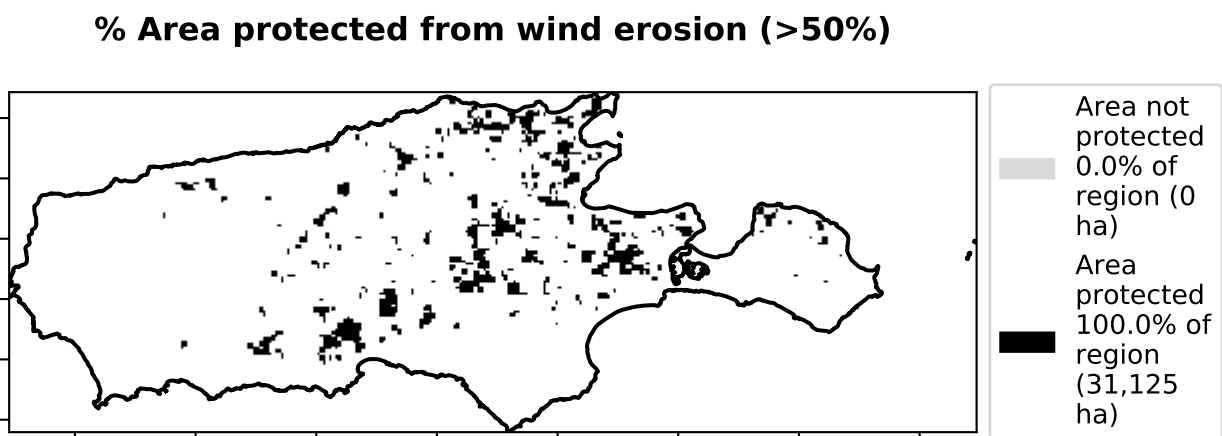 % Area protected from wind erosion (>50%)
Area not
protected
0.0% of
region (0
ha)
Area
protected
100.0% of
region
(31,125
ha)